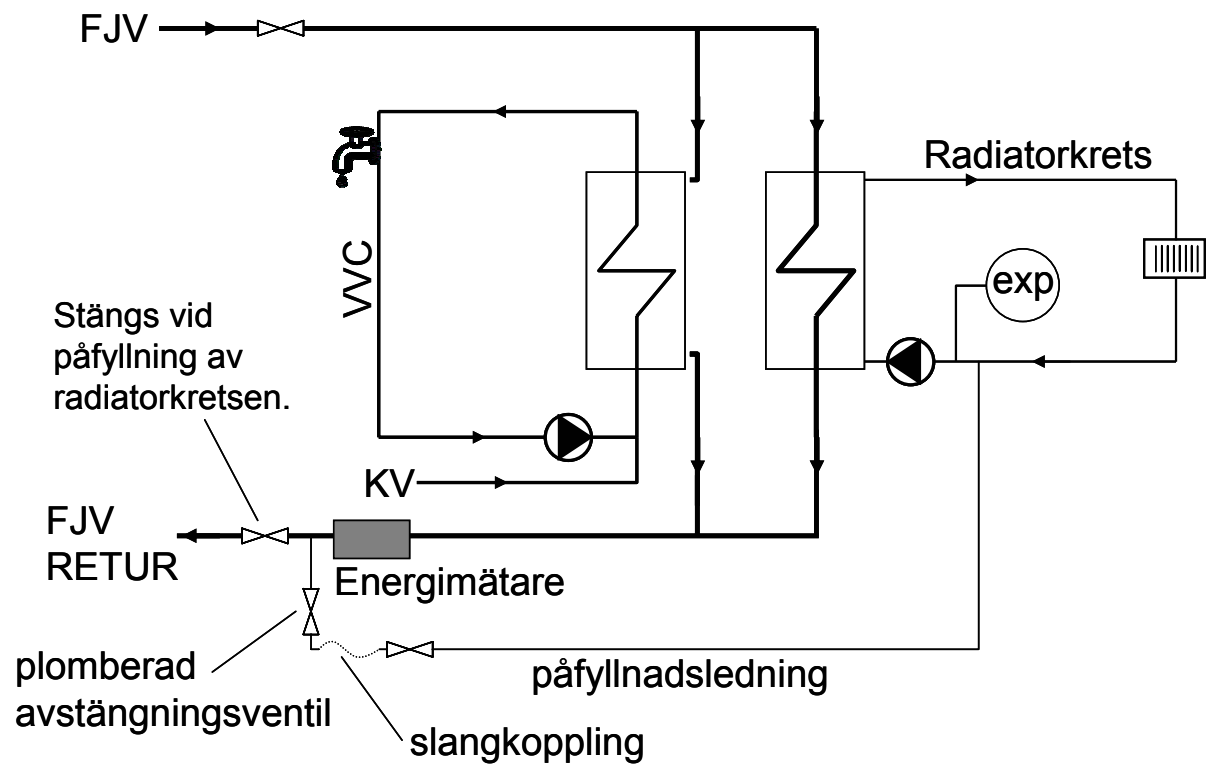 FJV
Radiatorkrets
VVC
exp
Stängs vid
påfyllning av
radiatorkretsen.
KV
FJV
RETUR
Energimätare
plomberad
avstängningsventil
påfyllnadsledning
slangkoppling